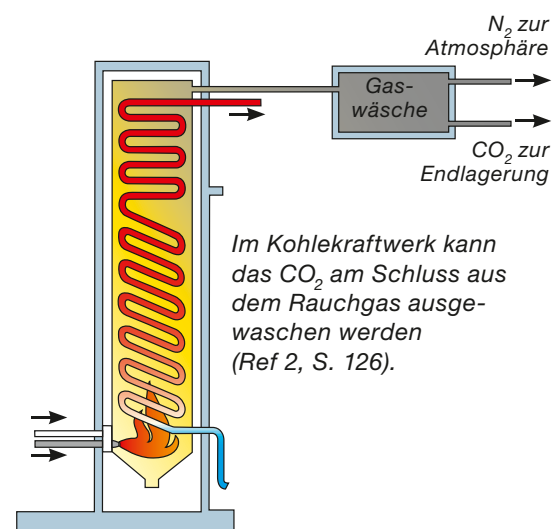 N₂ zur
Atmosphäre
Gas-
wäsche
CO₂ zur
Endlagerung
Im Kohlekraftwerk kann
das CO₂ am Schluss aus
dem Rauchgas ausge-
waschen werden
(Ref 2, S. 126).